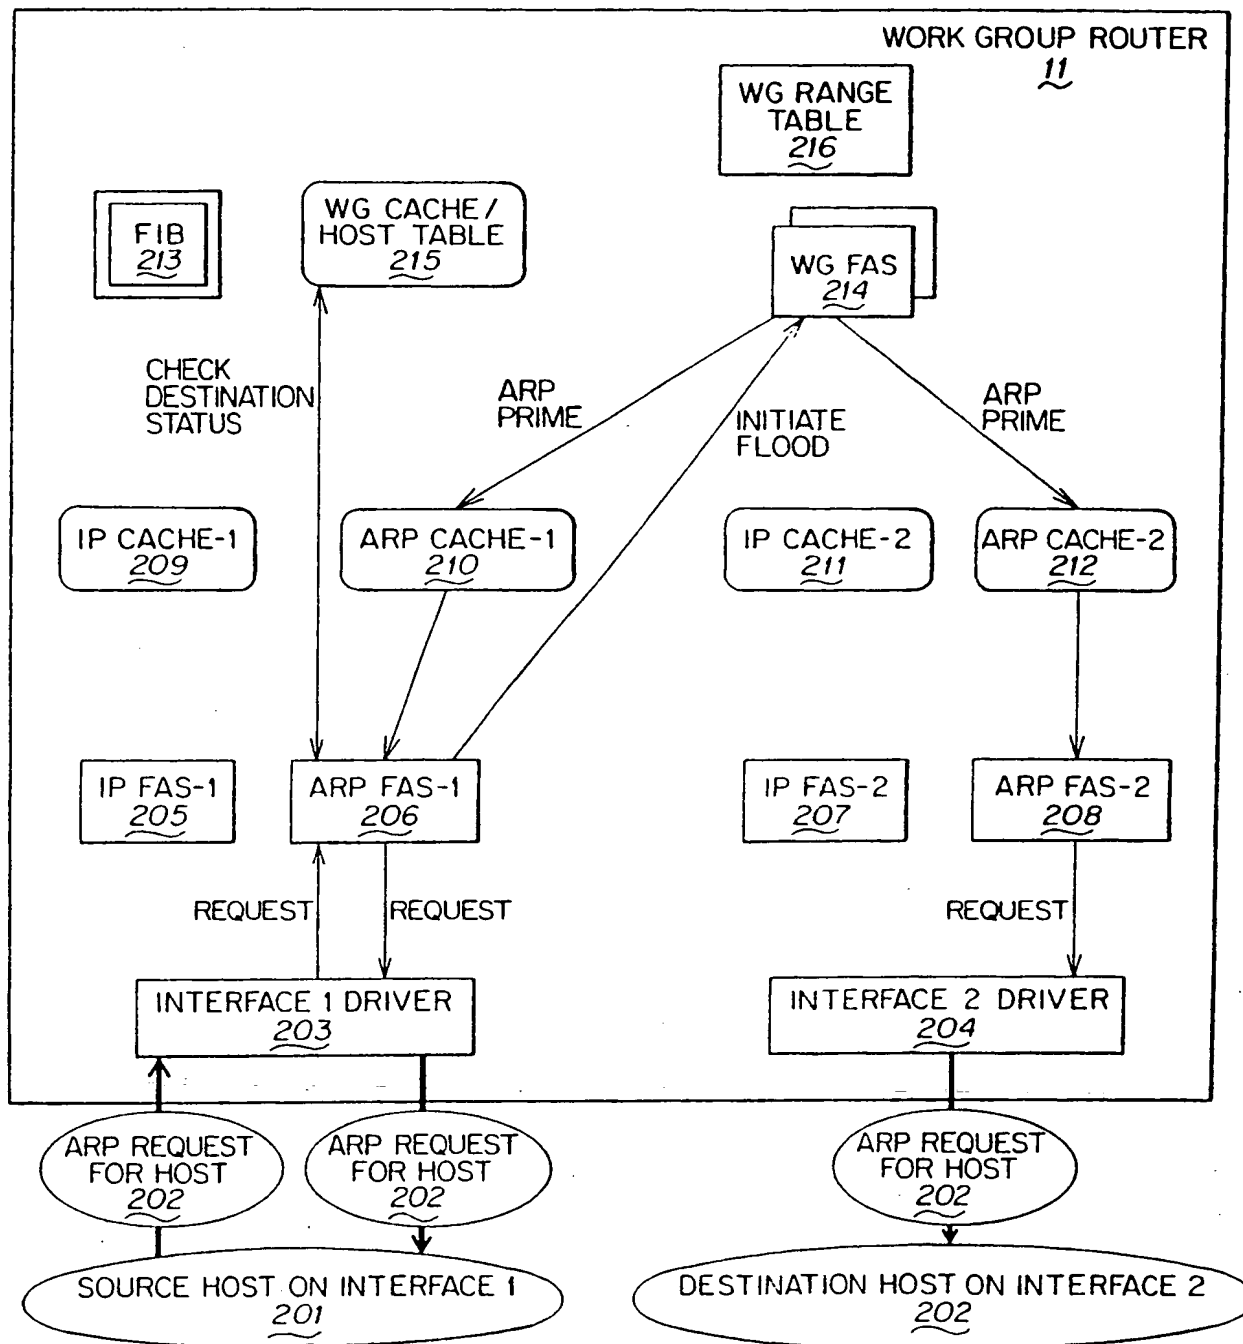 WORK GROUP ROUTER
11
WG RANGE
TABLE
216
FIB
213
WG CACHE/
HOST TABLE
215
WG FAS
214
CHECK
DESTINATION
STATUS
ARP
PRIME
INITIATE
FLOOD
ARP
PRIME
IP CACHE-1
209
ARP CACHE-1
210
IP CACHE-2
211
ARP CACHE-2
212
IP FAS-1
205
ARP FAS-1
206
IP FAS-2
207
ARP FAS-2
208
REQUEST
REQUEST
REQUEST
INTERFACE 1 DRIVER
203
INTERFACE 2 DRIVER
204
ARP REQUEST
FOR HOST
202
ARP REQUEST
FOR HOST
202
ARP REQUEST
FOR HOST
202
SOURCE HOST ON INTERFACE 1
201
DESTINATION HOST ON INTERFACE 2
202